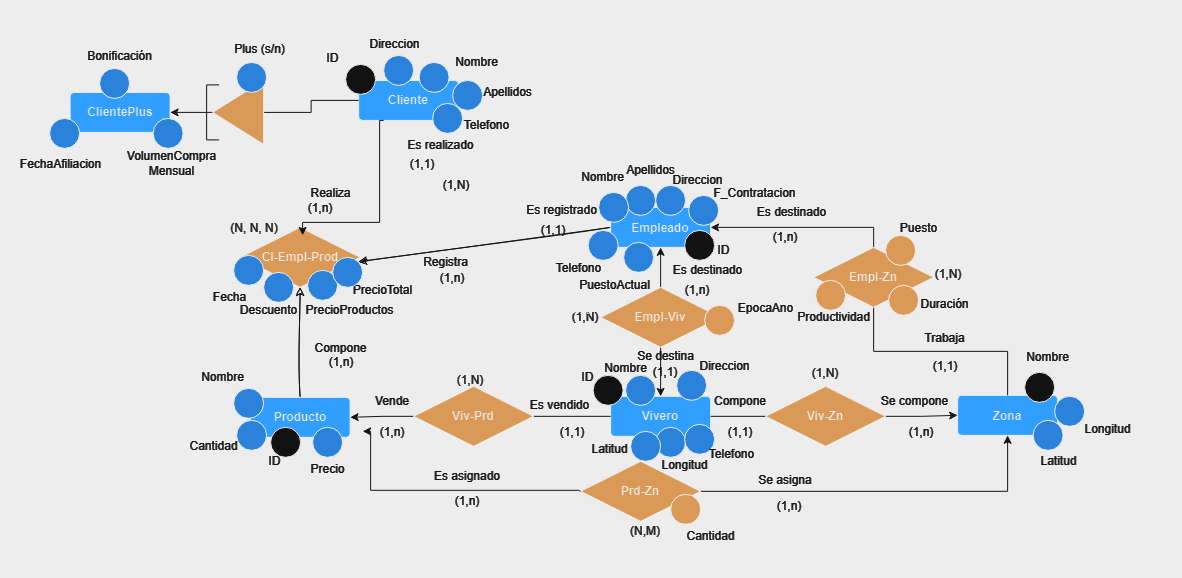 Direccion
Plus (s/n)
Bonificación
ID
Nombre
Apellidos
Cliente
ClientePlus
Telefono
Es realizado
VolumenCompra
Mensual
FechaAfiliacion
(1,1)
(1,N)
Realiza
(1,n)
Apellidos
Nombre
Direccion
F_Contratacion
Es registrado
Es destinado
(1,1)
(1,n)
Empleado
Puesto
(N, N, N)
Cl-Empl-Prod
Registra
(1,n)
ID
Telefono
Es destinado
PuestoActual
(1,n)
Empl-Zn
(1,N)
Fecha
Descuento
PrecioProductos
PrecioTotal
Duración
Productividad
EpocaAno
(1,N)
Empl-Viv
Trabaja
(1,1)
Compone
(1,n)
Se destina
(1,1)
Nombre
Direccion
ID
Nombre
Nombre
(1,N)
(1,N)
Vende
Es vendido
Compone
Se compone
Producto
Viv-Prd
Vivero
Viv-Zn
Zona
(1,n)
(1,1)
(1,1)
(1,n)
Longitud
Cantidad
ID
Precio
Latitud
Longitud
Telefono
Latitud
Es asignado
(1,n)
Prd-Zn
Se asigna
(1,n)
(N,M)
Cantidad